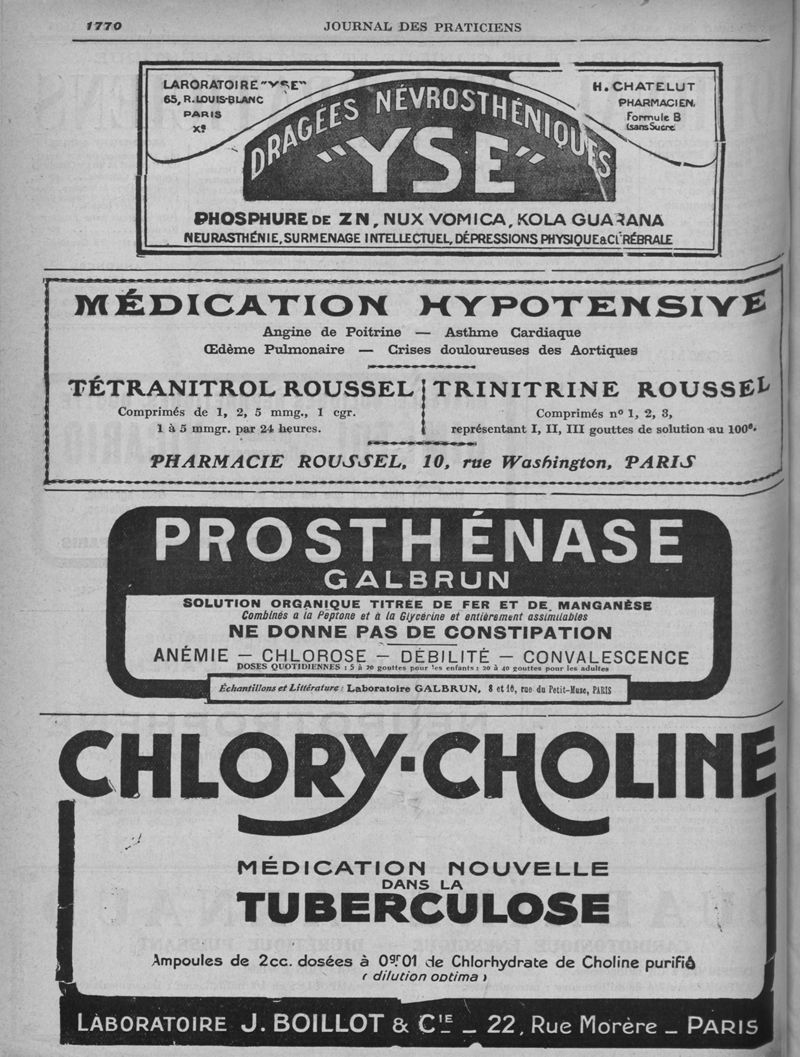 1770
JOURNAL DES PRATICIENS
LARORATOIRE "YSE"
65, R. LOUIS-BLANC
PARIS
Xe
H. CHATELUT
PHARMACIEN.
Formule B
(sans Sucre)
DRAGÉES NÉVROSTHÉNIQUES
"YSE"
PHOSPHURE DE ZN, NUX VOMICA, KOLA GUARANA
NEURASTHÉNIE, SURMENAGE INTELLECTUEL, DÉPRESSIONS PHYSIQUE & CÉRÉBRALE
MÉDICATION HYPOTENSIVE
Angine de Poitrine — Asthme Cardiaque
Œdème Pulmonaire — Crises douloureuses des Aortiques
TÉTRANITROL ROUSSEL
Comprimés de 1, 2, 5 mmg., 1 cgr.
1 à 5 mmgr. par 24 heures.
TRINITRINE ROUSSEL
Comprimés nº 1, 2, 3,
représentant I, II, III gouttes de solution au 100e.
PHARMACIE ROUSSEL, 10, rue Washington, PARIS
PROSTHÉNASE
GALBRUN
SOLUTION ORGANIQUE TITRÉE DE FER ET DE MANGANÈSE
Combinés a la Peptone et à la Glycérine et entièrement assimilables
NE DONNE PAS DE CONSTIPATION
ANÉMIE — CHLOROSE — DÉBILITÉ — CONVALESCENCE
DOSES QUOTIDIENNES : 5 à 20 gouttes pour les enfants ; 20 à 40 gouttes pour les adultes
Échantillons et Littérature : Laboratoire GALBRUN, 8 et 10, rue du Petit-Musc, PARIS
CHLORY-CHOLINE
MÉDICATION NOUVELLE
DANS LA
TUBERCULOSE
Ampoules de 2cc. dosées à 0gr01 de Chlorhydrate de Choline purifié
( dilution optima )
LABORATOIRE J. BOILLOT & CIE _ 22, Rue Morère _ PARIS